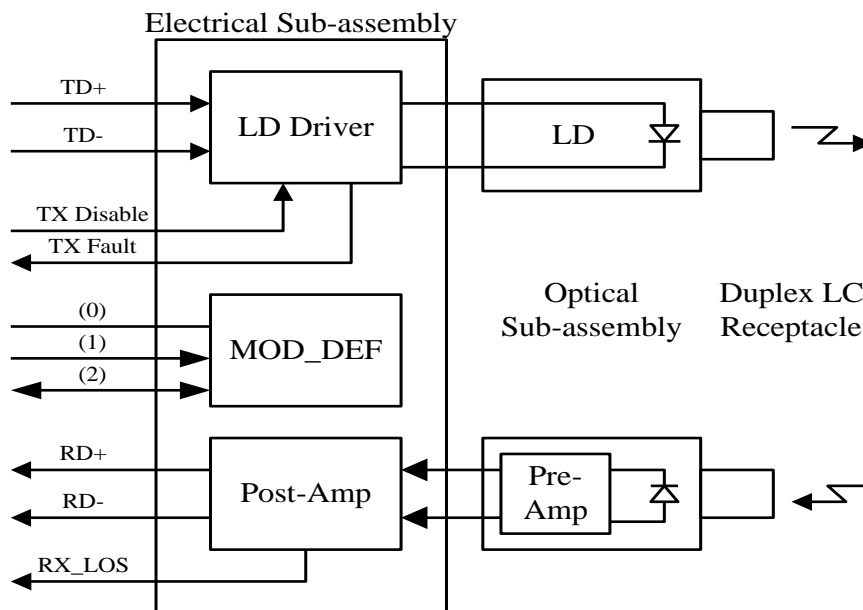 Electrical Sub-assembly
TD+
TD-
LD Driver
LD
TX Disable
TX Fault
(0)
(1)
(2)
MOD_DEF
Optical
Sub-assembly
Duplex LC
Receptacle
RD+
RD-
Post-Amp
Pre-
Amp
RX_LOS